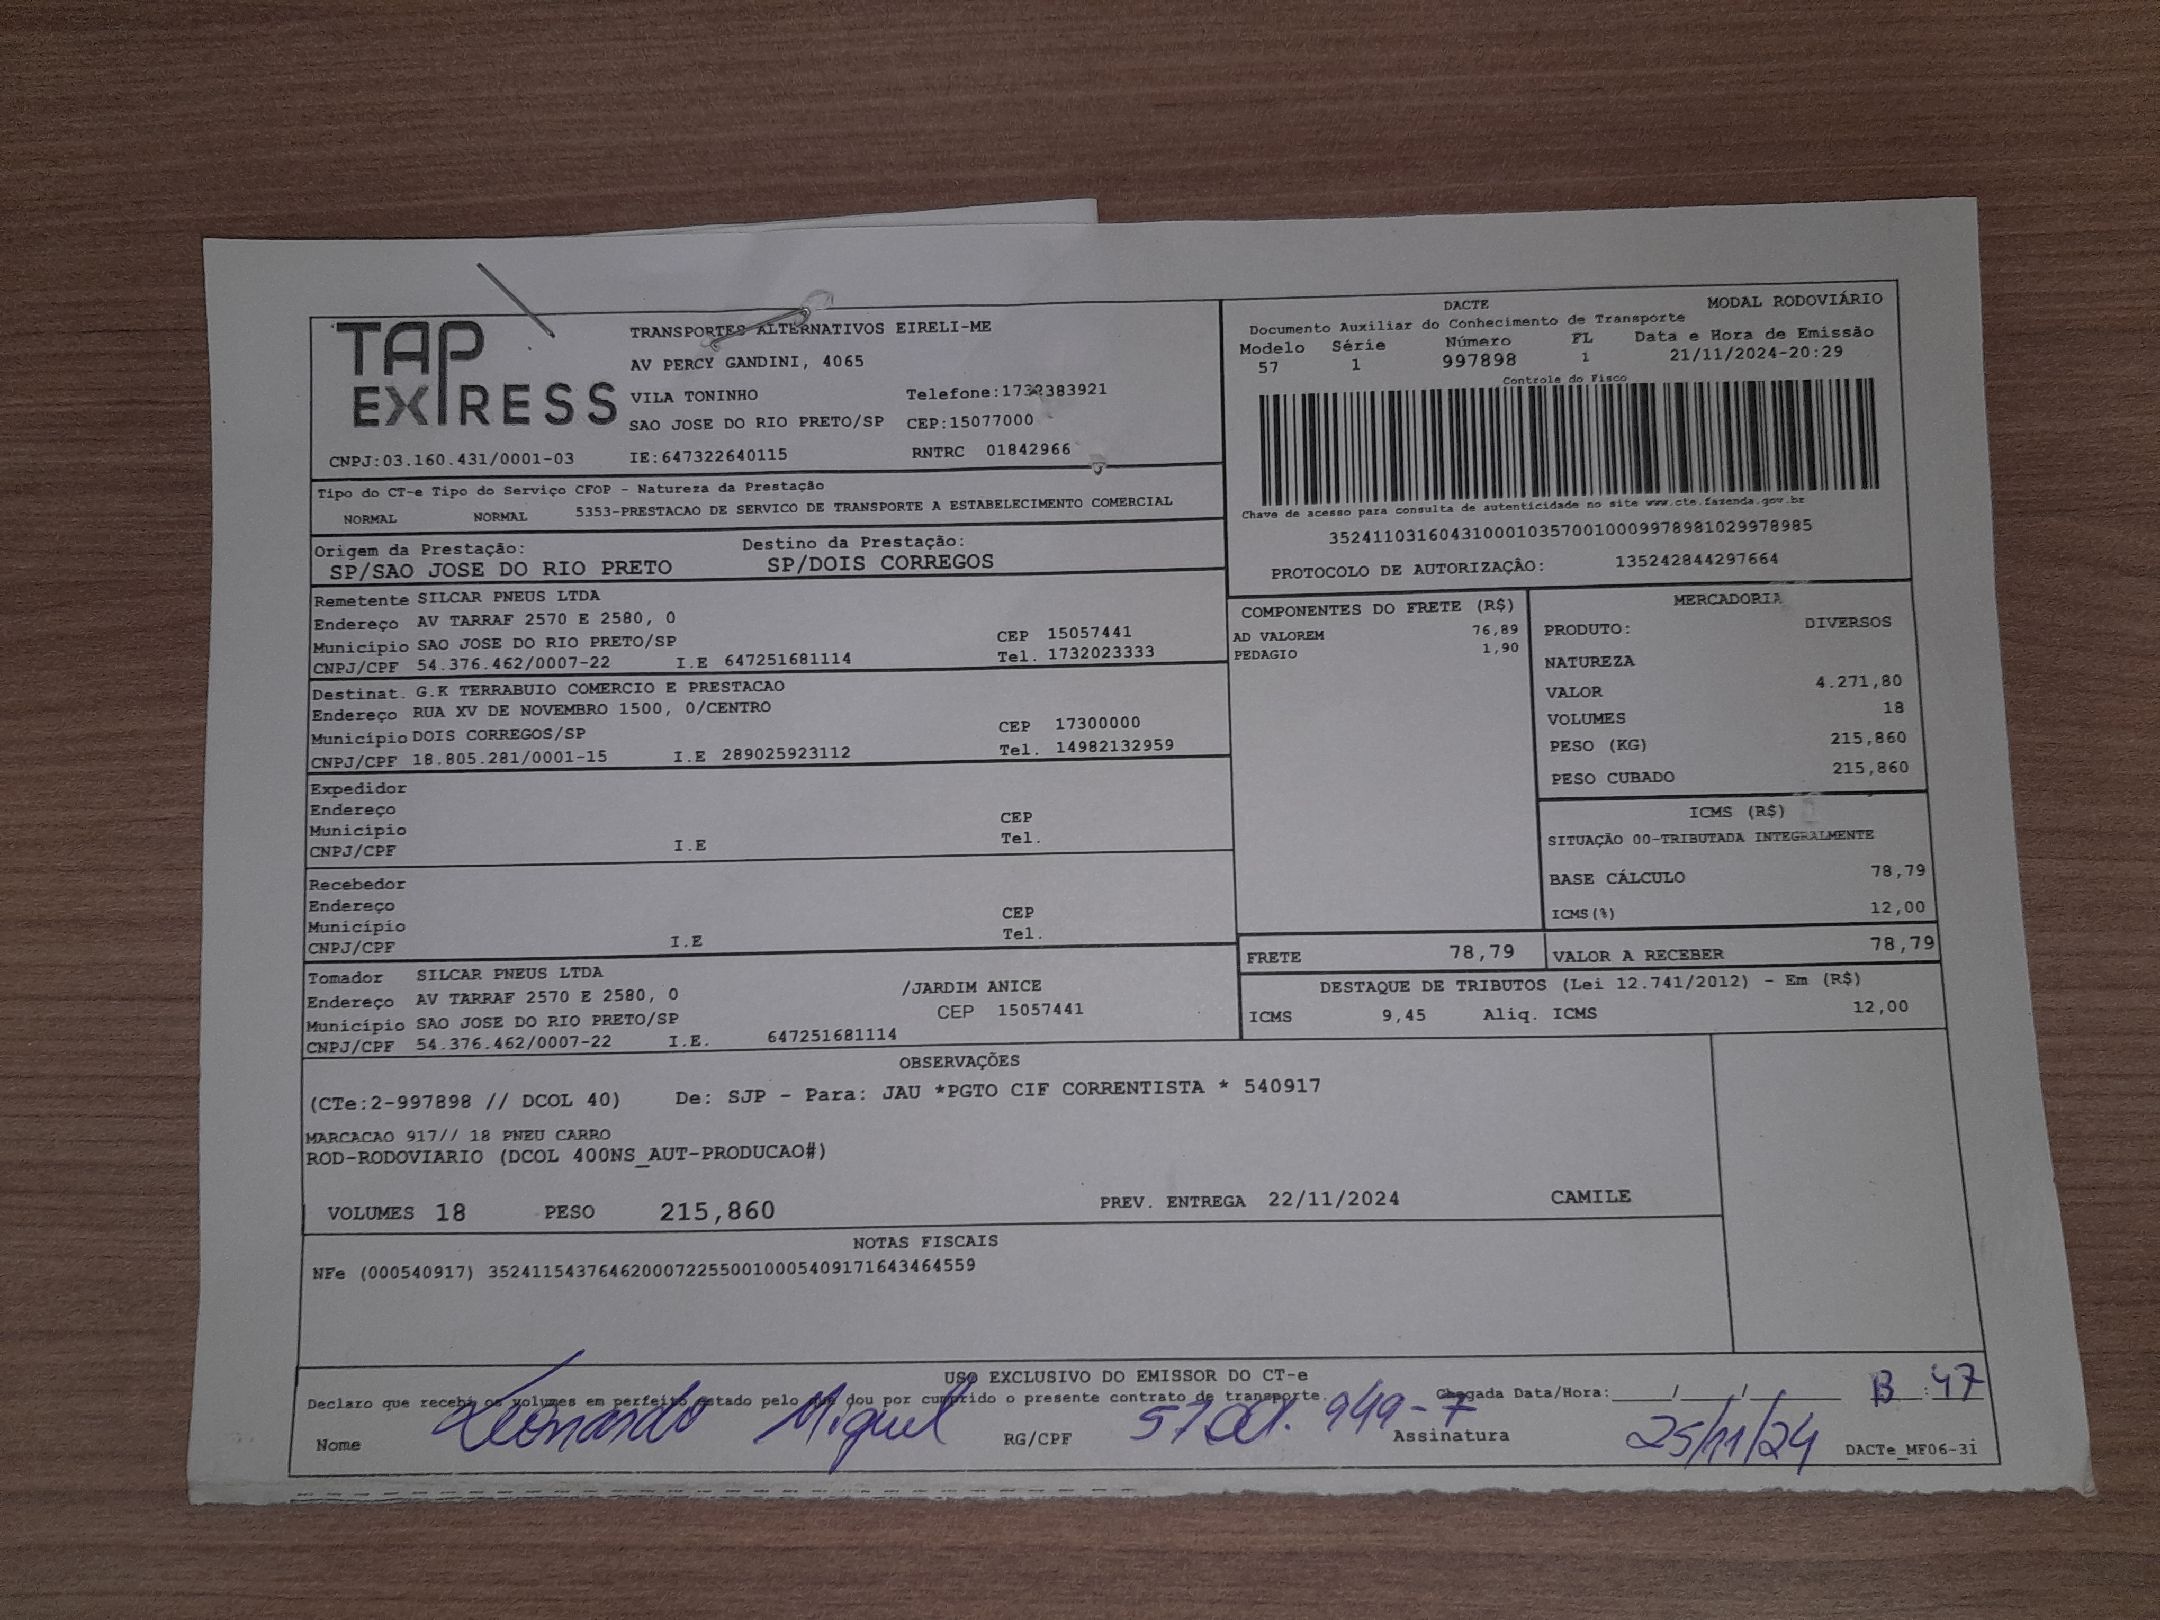 TAP EXPRESS
TRANSPORTES ALTERNATIVOS EIRELI-ME
AV PERCY GANDINI, 4065
VILA TONINHO Telefone:1732383921
SAO JOSE DO RIO PRETO/SP CEP:15077000
CNPJ:03.160.431/0001-03 IE:647322640115 RNTRC 01842966
DACTE MODAL RODOVIÁRIO
Documento Auxiliar do Conhecimento de Transporte
Modelo Série Número FL Data e Hora de Emissão
57 1 997898 1 21/11/2024-20:29
Controle do Fisco
Chave de acesso para consulta de autenticidade no site www.cte.fazenda.gov.br
35241103160431000103570010009978981029978985
PROTOCOLO DE AUTORIZAÇÂO: 135242844297664
Tipo do CT-e Tipo do Serviço CFOP - Natureza da Prestação
NORMAL NORMAL 5353-PRESTACAO DE SERVICO DE TRANSPORTE A ESTABELECIMENTO COMERCIAL
Origem da Prestação: Destino da Prestação:
SP/SAO JOSE DO RIO PRETO SP/DOIS CORREGOS
Remetente SILCAR PNEUS LTDA
Endereço AV TARRAF 2570 E 2580, 0
Município SAO JOSE DO RIO PRETO/SP CEP 15057441
CNPJ/CPF 54.376.462/0007-22 I.E 647251681114 Tel. 1732023333
Destinat. G.K TERRABUIO COMERCIO E PRESTACAO
Endereço RUA XV DE NOVEMBRO 1500, 0/CENTRO
Município DOIS CORREGOS/SP CEP 17300000
CNPJ/CPF 18.805.281/0001-15 I.E 289025923112 Tel. 14982132959
Expedidor
Endereço
Município CEP
CNPJ/CPF I.E Tel.
Recebedor
Endereço
Município CEP
CNPJ/CPF I.E Tel.
Tomador SILCAR PNEUS LTDA
Endereço AV TARRAF 2570 E 2580, 0 /JARDIM ANICE
Município SAO JOSE DO RIO PRETO/SP CEP 15057441
CNPJ/CPF 54.376.462/0007-22 I.E. 647251681114
COMPONENTES DO FRETE (R$)
AD VALOREM 76,89
PEDAGIO 1,90
MERCADORIA
PRODUTO: DIVERSOS
NATUREZA
VALOR 4.271,80
VOLUMES 18
PESO (KG) 215,860
PESO CUBADO 215,860
ICMS (R$)
SITUAÇÃO 00-TRIBUTADA INTEGRALMENTE
BASE CÁLCULO 78,79
ICMS(%) 12,00
FRETE 78,79 VALOR A RECEBER 78,79
DESTAQUE DE TRIBUTOS (Lei 12.741/2012) - Em (R$)
ICMS 9,45 Aliq. ICMS 12,00
OBSERVAÇÕES
(CTe:2-997898 // DCOL 40) De: SJP - Para: JAU *PGTO CIF CORRENTISTA * 540917
MARCACAO 917// 18 PNEU CARRO
ROD-RODOVIARIO (DCOL 400NS_AUT-PRODUCAO#)
VOLUMES 18 PESO 215,860 PREV. ENTREGA 22/11/2024 CAMILE
NOTAS FISCAIS
NFe (000540917) 35241154376462000722550010005409171643464559
USO EXCLUSIVO DO EMISSOR DO CT-e
Declaro que recebi os volumes em perfeito estado pelo que dou por cumprido o presente contrato de transporte. Chegada Data/Hora: / / : 47
Nome Leonardo Miguel RG/CPF Assinatura 25/11/24 DACTe_MF06-31